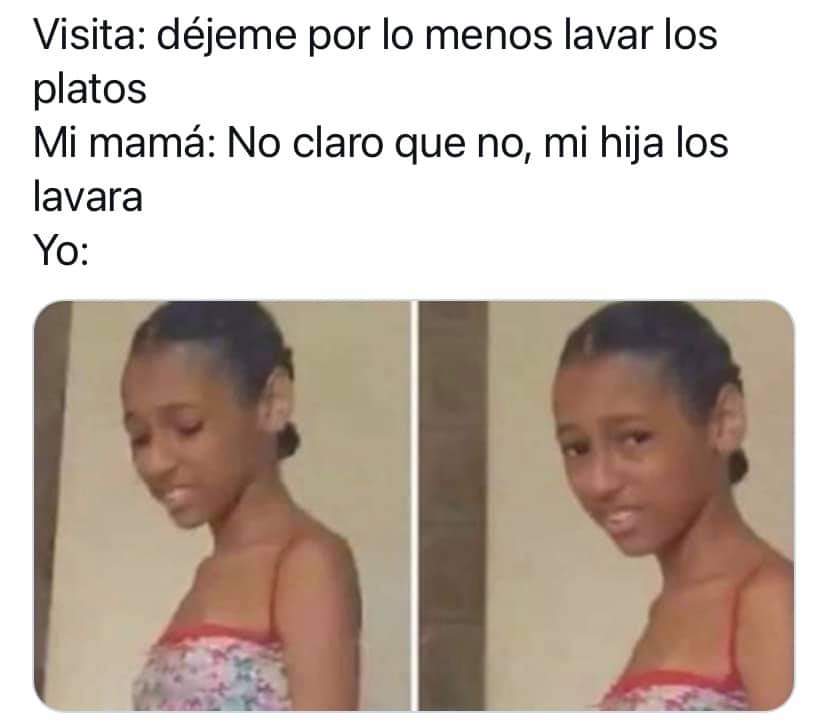 Visita: déjeme por lo menos lavar los
platos
Mi mamá: No claro que no, mi hija los
lavara
Yo: